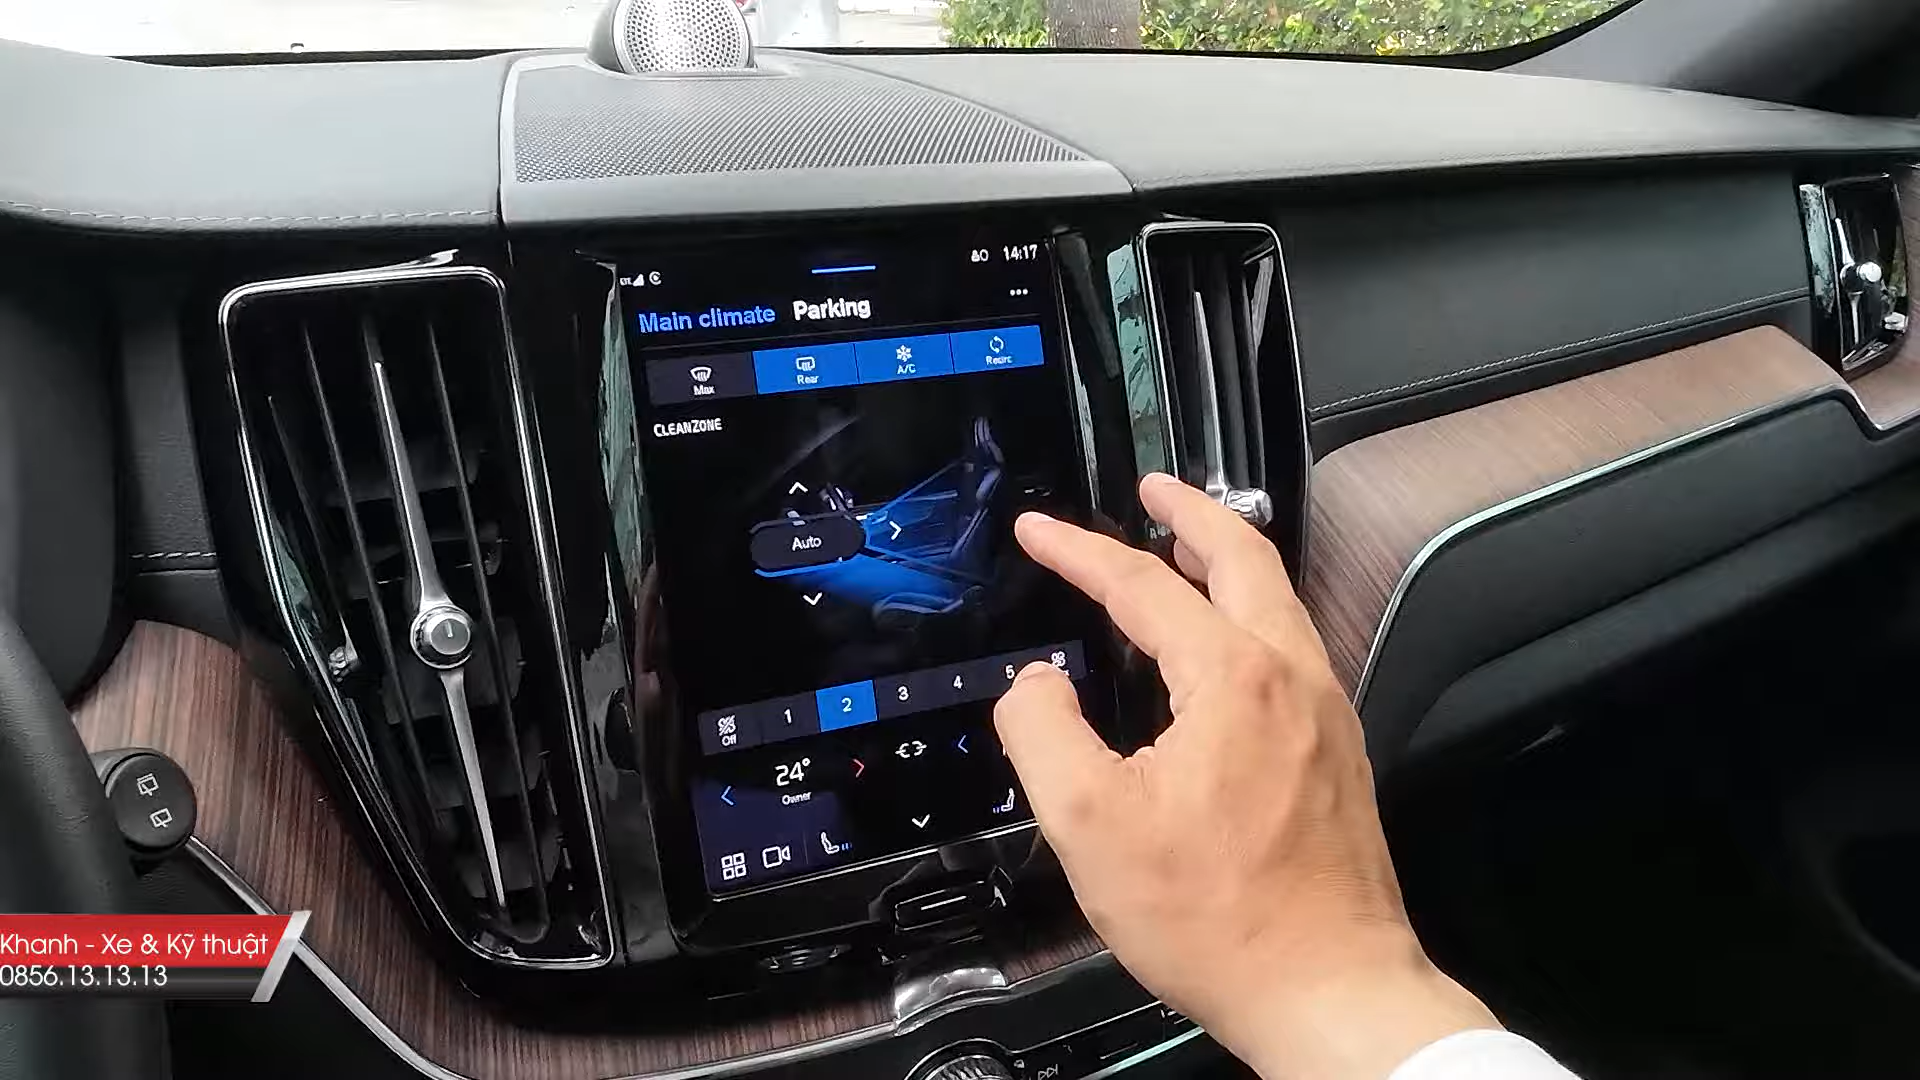 14:17
Main climate Parking
Max
Rear
A/C
Recirc
CLEANZONE
Auto
Off
1
2
3
4
5
24°
Owner
Khanh - Xe & Kỹ thuật
0856.13.13.13